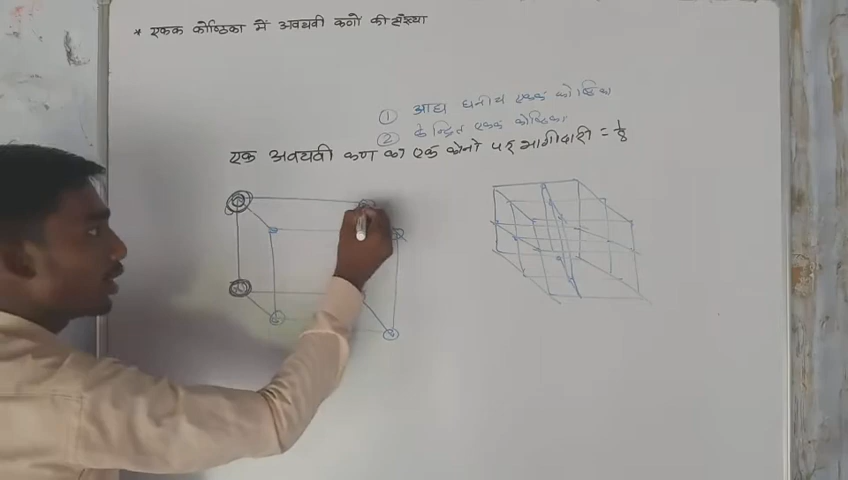 * एकक कोष्ठिका में अवयवी कणो की संख्या
① आद्य घनीय एकक कोष्ठिका
② केन्द्रित एकक कोष्ठिका
एक अवयवी कण का एक कोनो पर भागीदारी = 1/8